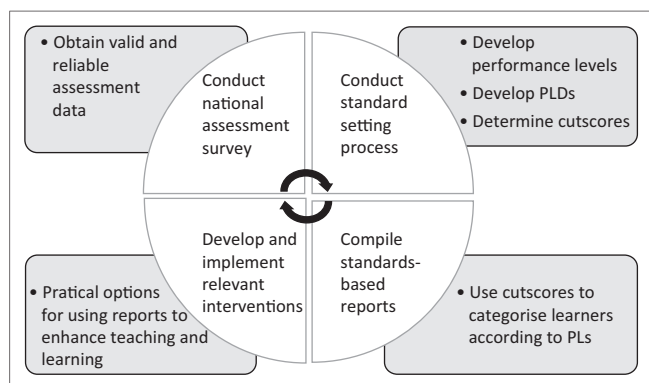 • Obtain valid and
reliable
assessment
data
Conduct
national
assessment
survey
Conduct
standard
setting
process
• Develop
performance levels
• Develop PLDs
• Determine cutscores
• Pratical options
for using reports to
enhance teaching and
learning
Develop and
implement
relevant
interventions
Compile
standards-
based
reports
• Use cutscores to
categorise learners
according to PLs